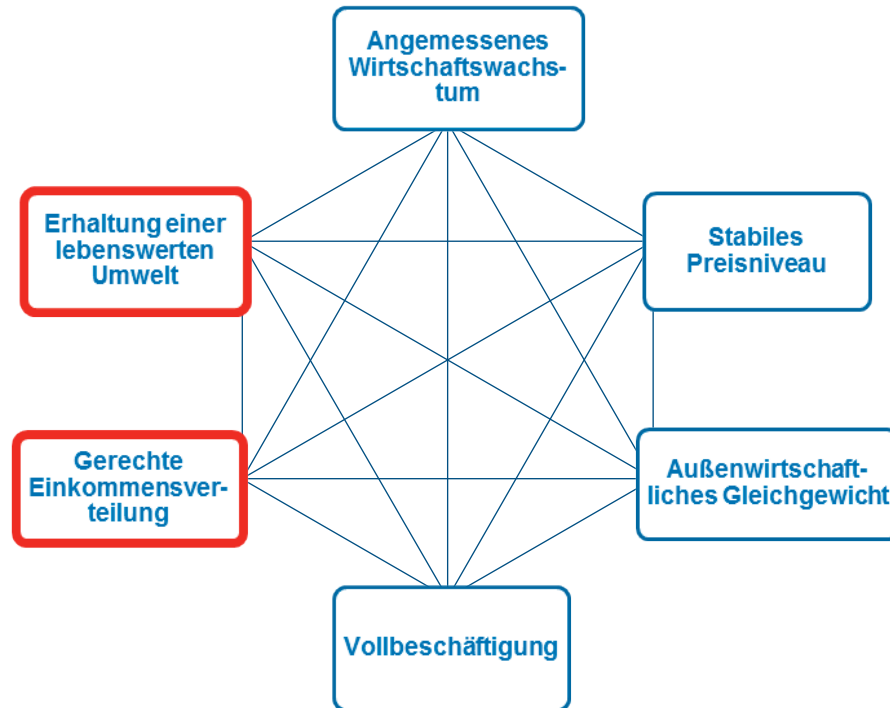 Angemessenes
Wirtschaftswachs-
tum
Erhaltung einer
lebenswerten
Umwelt
Stabiles
Preisniveau
Gerechte
Einkommensver-
teilung
Außenwirtschaft-
liches Gleichgewicht
Vollbeschäftigung